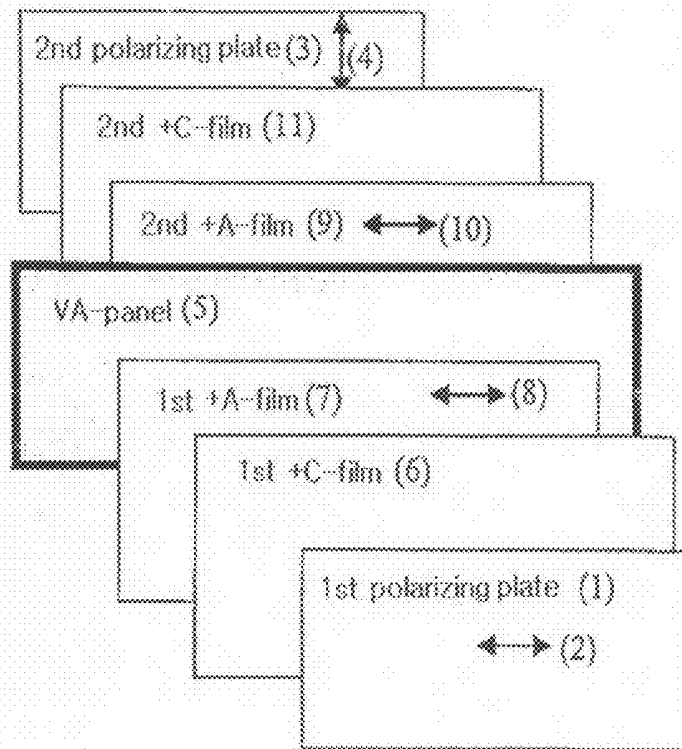 2nd polarizing plate (3) (4)
2nd +C-film (11)
2nd +A-film (9) (10)
VA-panel (5)
1st +A-film (7) (8)
1st +C-film (6)
1st polarizing plate (1)
(2)